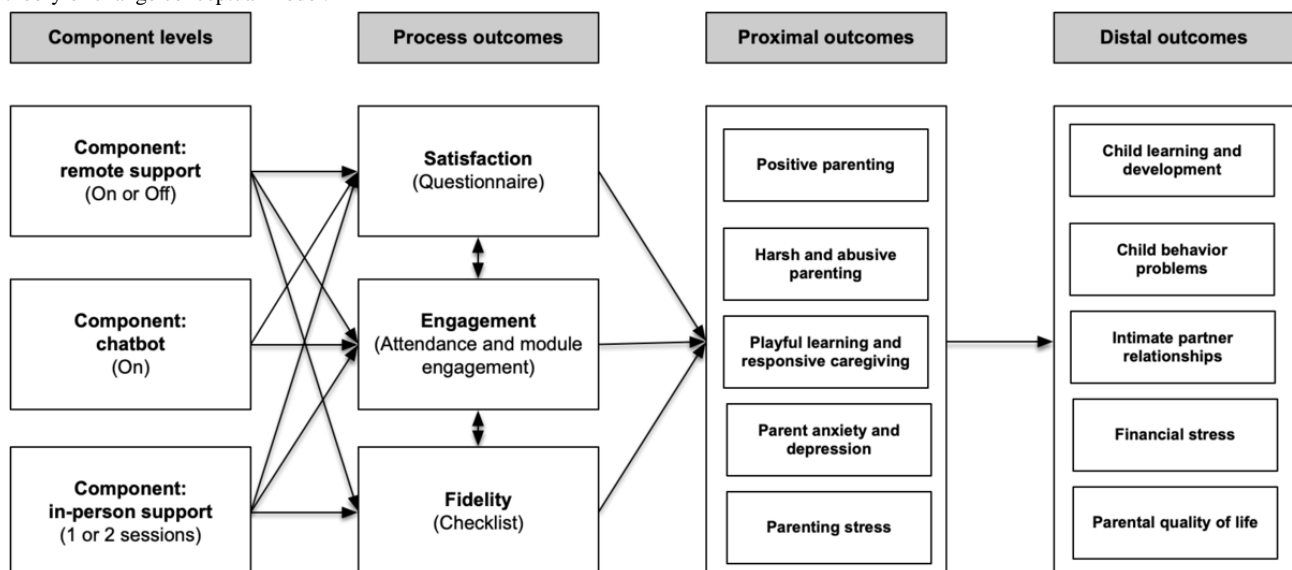 Component levels
Process outcomes
Proximal outcomes
Distal outcomes
Component:
remote support
(On or Off)
Component:
chatbot
(On)
Component:
in-person support
(1 or 2 sessions)
Satisfaction
(Questionnaire)
Engagement
(Attendance and module
engagement)
Fidelity
(Checklist)
Positive parenting
Harsh and abusive
parenting
Playful learning and
responsive caregiving
Parent anxiety and
depression
Parenting stress
Child learning and
development
Child behavior
problems
Intimate partner
relationships
Financial stress
Parental quality of life